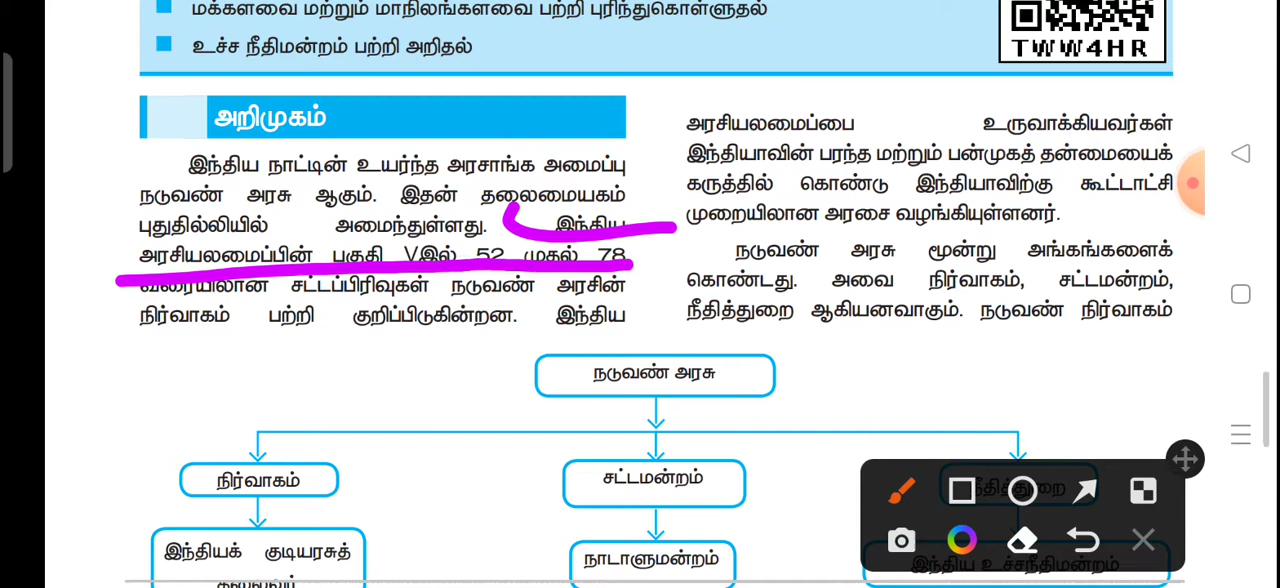 மக்களவை மற்றும் மாநிலங்களவை பற்றி புரிந்துகொள்ளுதல்
உச்ச நீதிமன்றம் பற்றி அறிதல்
TWW4HR
அறிமுகம்
இந்திய நாட்டின் உயர்ந்த அரசாங்க அமைப்பு
நடுவண் அரசு ஆகும். இதன் தலைமையகம்
புதுதில்லியில் அமைந்துள்ளது. இந்திய
அரசியலமைப்பின் பகுதி Vஇல் 52 முதல் 78
வரையிலான சட்டப்பிரிவுகள் நடுவண் அரசின்
நிர்வாகம் பற்றி குறிப்பிடுகின்றன. இந்திய
அரசியலமைப்பை உருவாக்கியவர்கள்
இந்தியாவின் பரந்த மற்றும் பன்முகத் தன்மையைக்
கருத்தில் கொண்டு இந்தியாவிற்கு கூட்டாட்சி
முறையிலான அரசை வழங்கியுள்ளனர்.
நடுவண் அரசு மூன்று அங்கங்களைக்
கொண்டது. அவை நிர்வாகம், சட்டமன்றம்,
நீதித்துறை ஆகியனவாகும். நடுவண் நிர்வாகம்
நடுவண் அரசு
நிர்வாகம்
சட்டமன்றம்
நீதித்துறை
இந்தியக் குடியரசுத்
நாடாளுமன்றம்
இந்திய உச்சநீதிமன்றம்